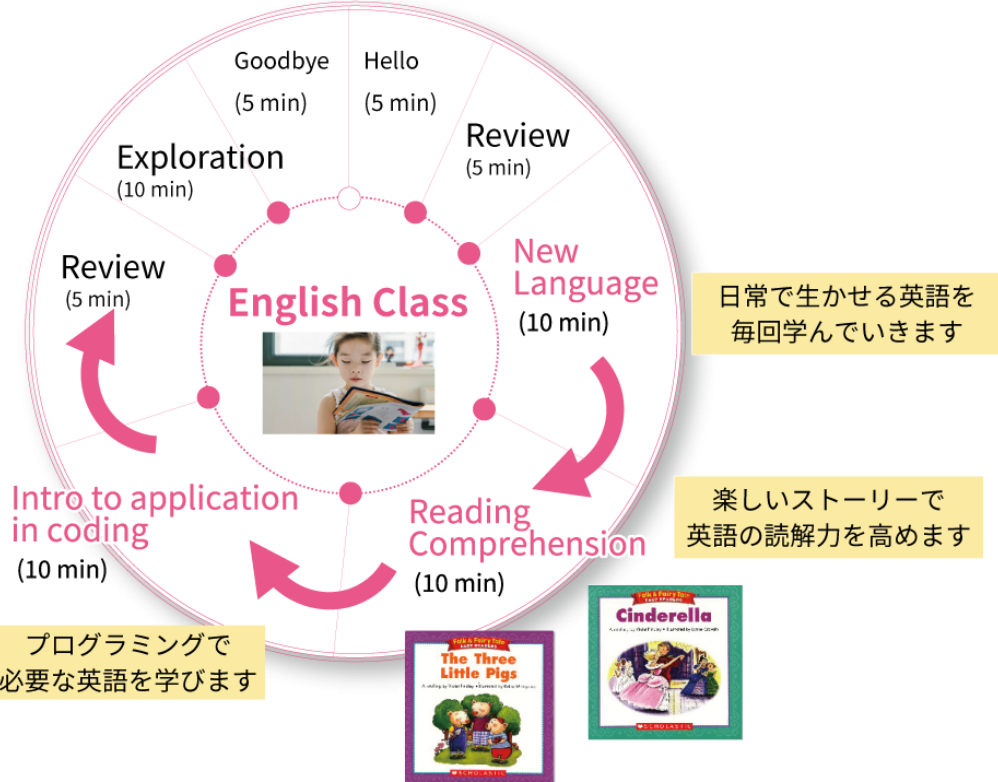 Goodbye
(5 min)
Hello
(5 min)
Review
(5 min)
New
Language
(10 min)
日常で生かせる英語を
毎回学んでいきます
Reading
Comprehension
(10 min)
楽しいストーリーで
英語の読解力を高めます
Intro to application
in coding
(10 min)
プログラミングで
必要な英語を学びます
Review
(5 min)
Exploration
(10 min)
English Class
Folk & Fairy Tale
EASY READERS
The Three
Little Pigs
SCHOLASTIC
Folk & Fairy Tale
EASY READERS
Cinderella
SCHOLASTIC